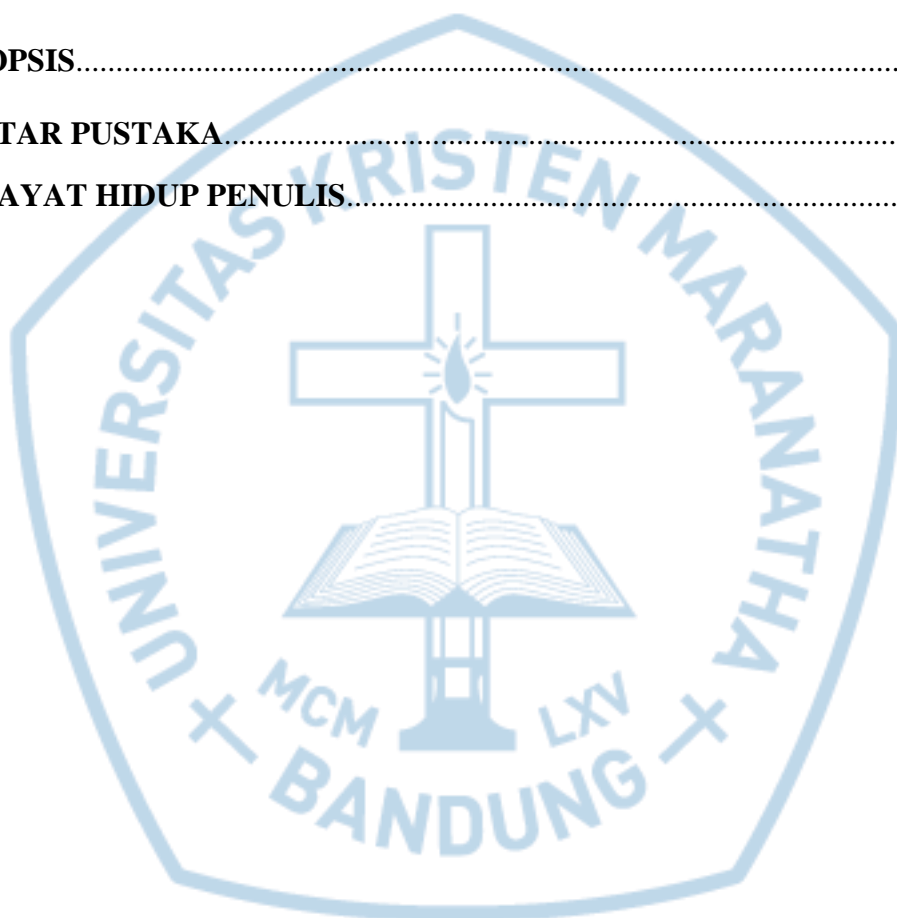 OPSIS
TAR PUSTAKA
AYAT HIDUP PENULIS
UNIVERSITAS KRISTEN MARANATHA
MCM LXV
BANDUNG